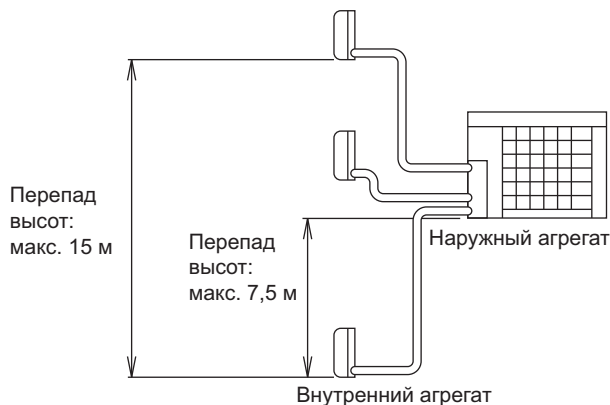 Перепад
высот:
макс. 15 м
Перепад
высот:
макс. 7,5 м
Наружный агрегат
Внутренний агрегат